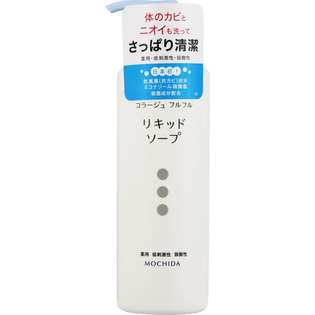 体のカビと
ニオイも洗って
さっぱり清潔
薬用・低刺激性・弱酸性
日本初！
抗真菌(抗カビ)成分
ミコナゾール硝酸塩
殺菌成分配合
コラージュ フルフル
リキッド
ソープ
薬用 低刺激性 弱酸性
MOCHIDA